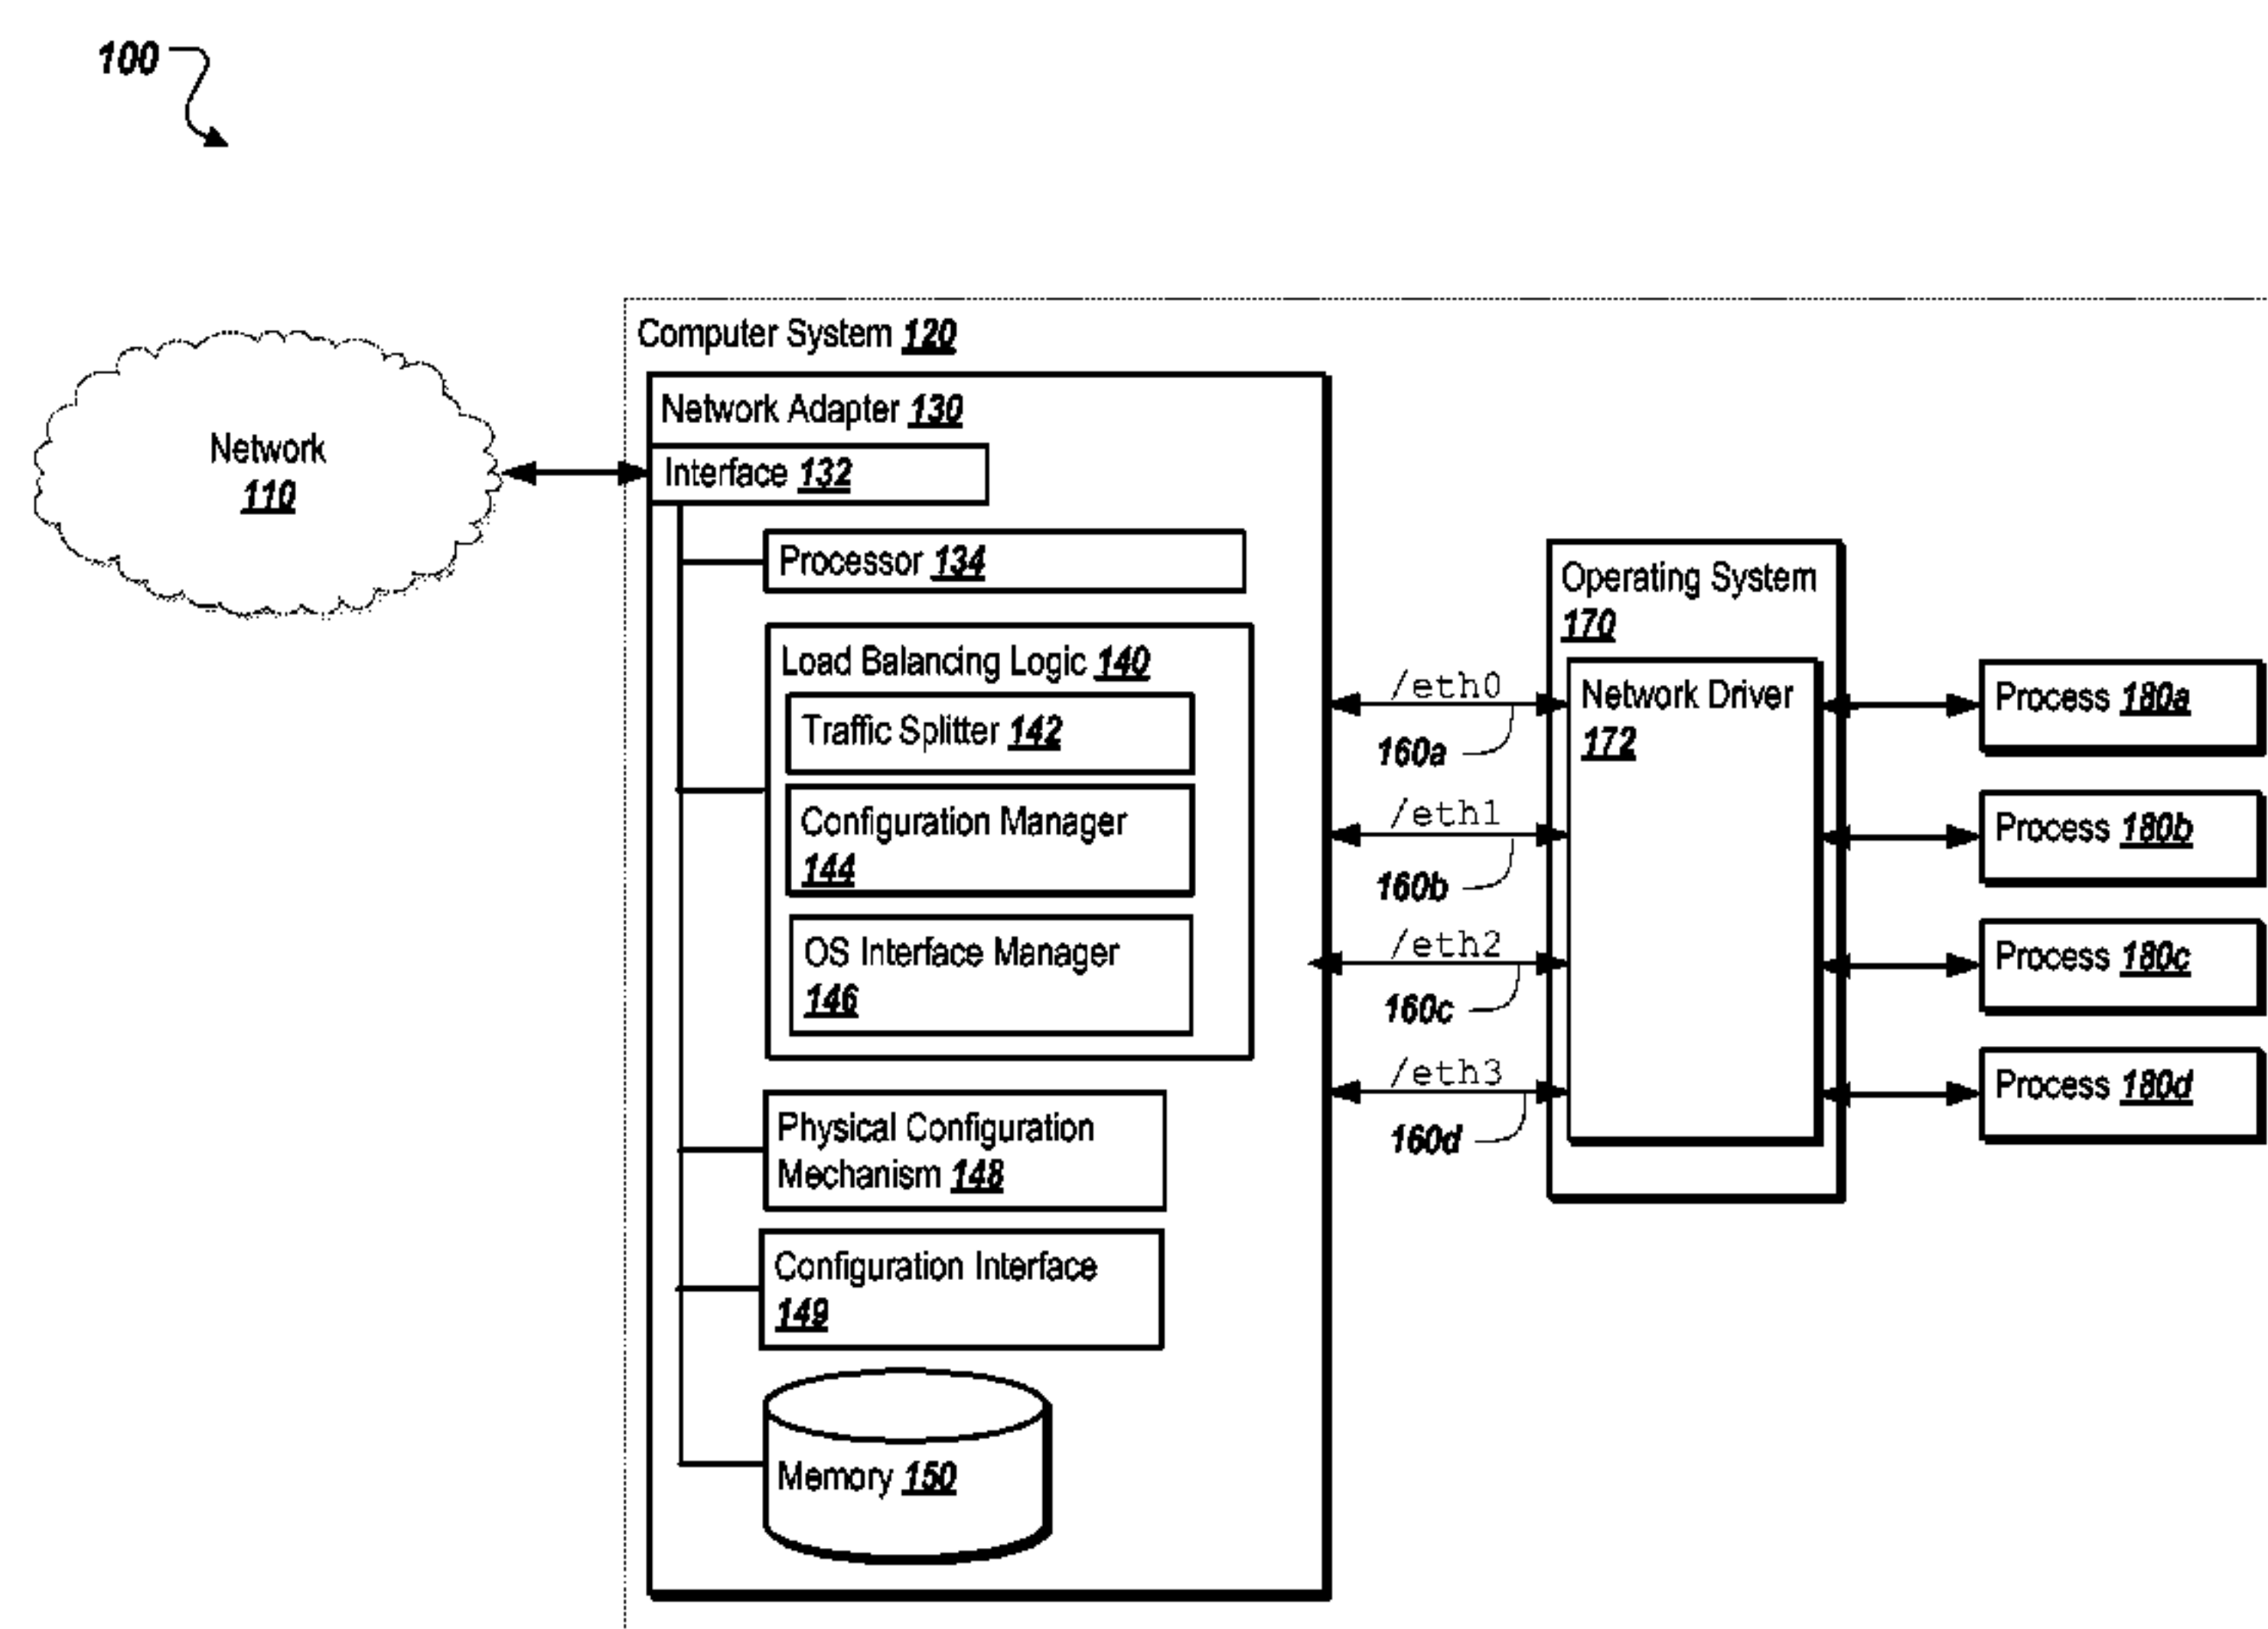 100
Computer System 120
Network Adapter 130
Network
110
Interface 132
Processor 134
Load Balancing Logic 140
Traffic Splitter 142
Configuration Manager
144
OS Interface Manager
146
Physical Configuration
Mechanism 148
Configuration Interface
149
Memory 150
/eth0
160a
/eth1
160b
/eth2
160c
/eth3
160d
Operating System
170
Network Driver
172
Process 180a
Process 180b
Process 180c
Process 180d